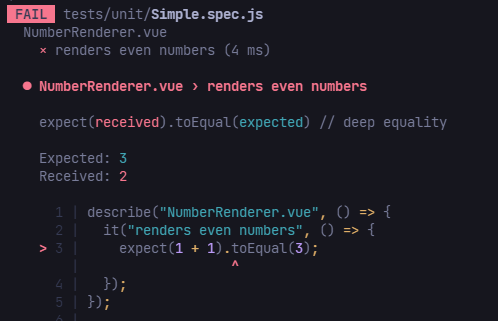 FAIL tests/unit/Simple.spec.js
NumberRenderer.vue
× renders even numbers (4 ms)
● NumberRenderer.vue › renders even numbers
expect(received).toEqual(expected) // deep equality
Expected: 3
Received: 2
1 | describe("NumberRenderer.vue", () => {
2 | it("renders even numbers", () => {
> 3 | expect(1 + 1).toEqual(3);
| ^
4 | });
5 | });
6 |